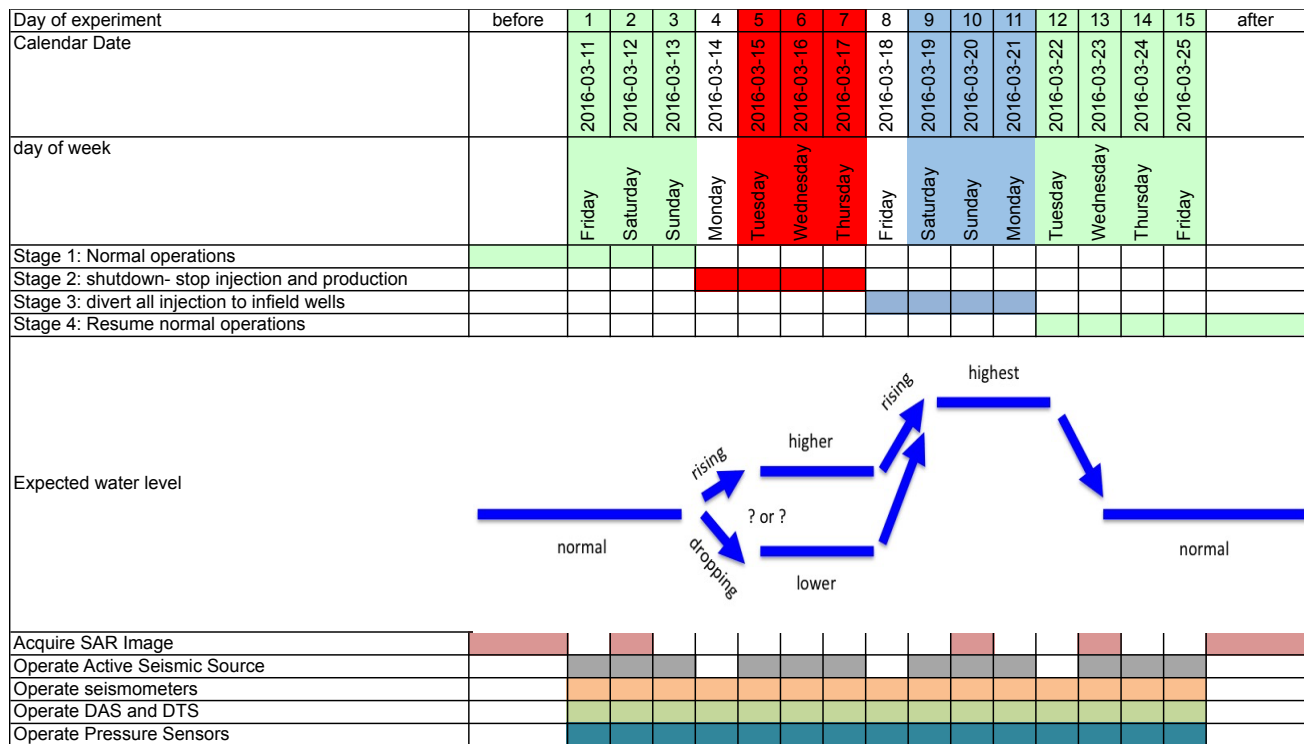 Day of experiment before 1 2 3 4 5 6 7 8 9 10 11 12 13 14 15 after
Calendar Date 2016-03-11 2016-03-12 2016-03-13 2016-03-14 2016-03-15 2016-03-16 2016-03-17 2016-03-18 2016-03-19 2016-03-20 2016-03-21 2016-03-22 2016-03-23 2016-03-24 2016-03-25
day of week Friday Saturday Sunday Monday Tuesday Wednesday Thursday Friday Saturday Sunday Monday Tuesday Wednesday Thursday Friday
Stage 1: Normal operations
Stage 2: shutdown- stop injection and production
Stage 3: divert all injection to infield wells
Stage 4: Resume normal operations
Expected water level
normal
rising
dropping
higher
? or ?
lower
rising
highest
normal
Acquire SAR Image
Operate Active Seismic Source
Operate seismometers
Operate DAS and DTS
Operate Pressure Sensors